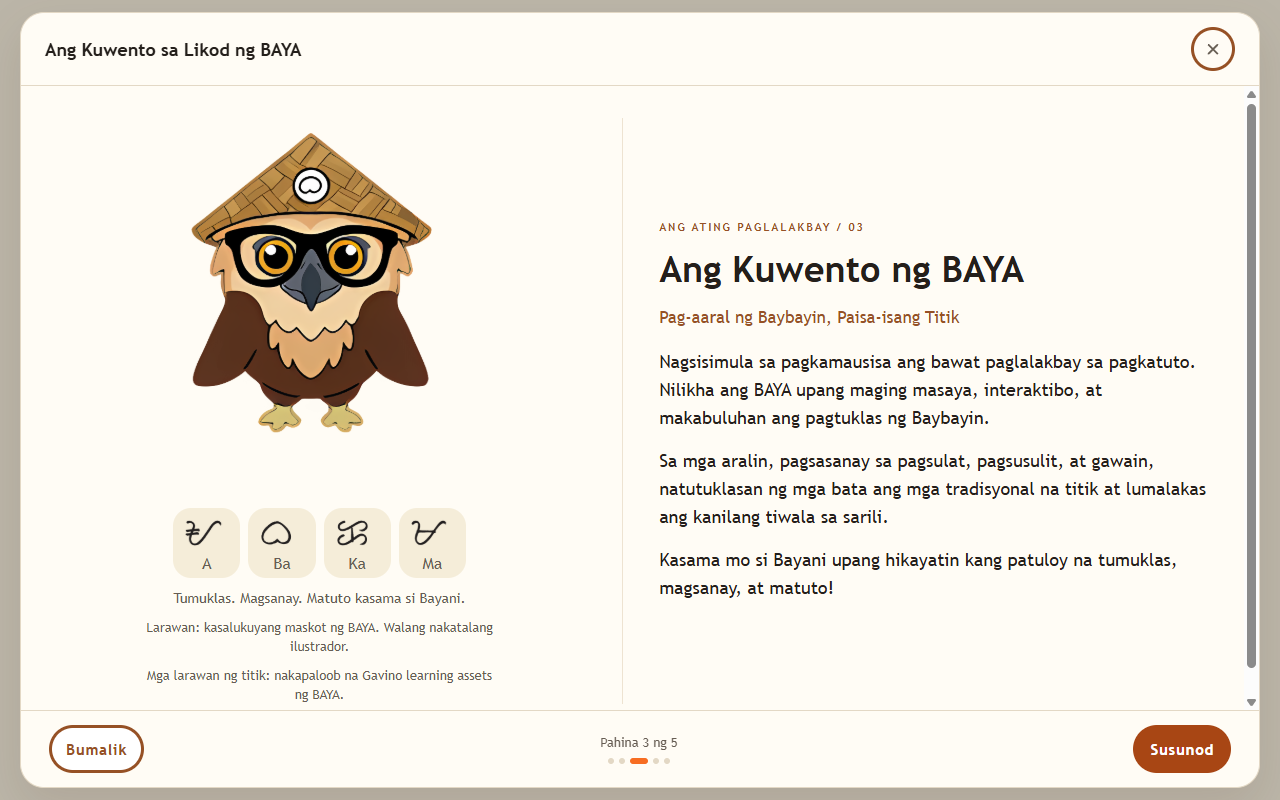 Ang Kuwento sa Likod ng BAYA
ᜊ
ᜀ ᜊ ᜃ ᜋ
A Ba Ka Ma
Tumuklas. Magsanay. Matuto kasama si Bayani.
Larawan: kasalukuyang maskot ng BAYA. Walang nakatalang
ilustrador.
Mga larawan ng titik: nakapaloob na Gavino learning assets
ng BAYA.
ANG ATING PAGLALAKBAY / 03
Ang Kuwento ng BAYA
Pag-aaral ng Baybayin, Paisa-isang Titik
Nagsisimula sa pagkamausisa ang bawat paglalakbay sa pagkatuto.
Nilikha ang BAYA upang maging masaya, interaktibo, at
makabuluhan ang pagtuklas ng Baybayin.
Sa mga aralin, pagsasanay sa pagsulat, pagsusulit, at gawain,
natutuklasan ng mga bata ang mga tradisyonal na titik at lumalakas
ang kanilang tiwala sa sarili.
Kasama mo si Bayani upang hikayatin kang patuloy na tumuklas,
magsanay, at matuto!
Bumalik
Pahina 3 ng 5
Susunod